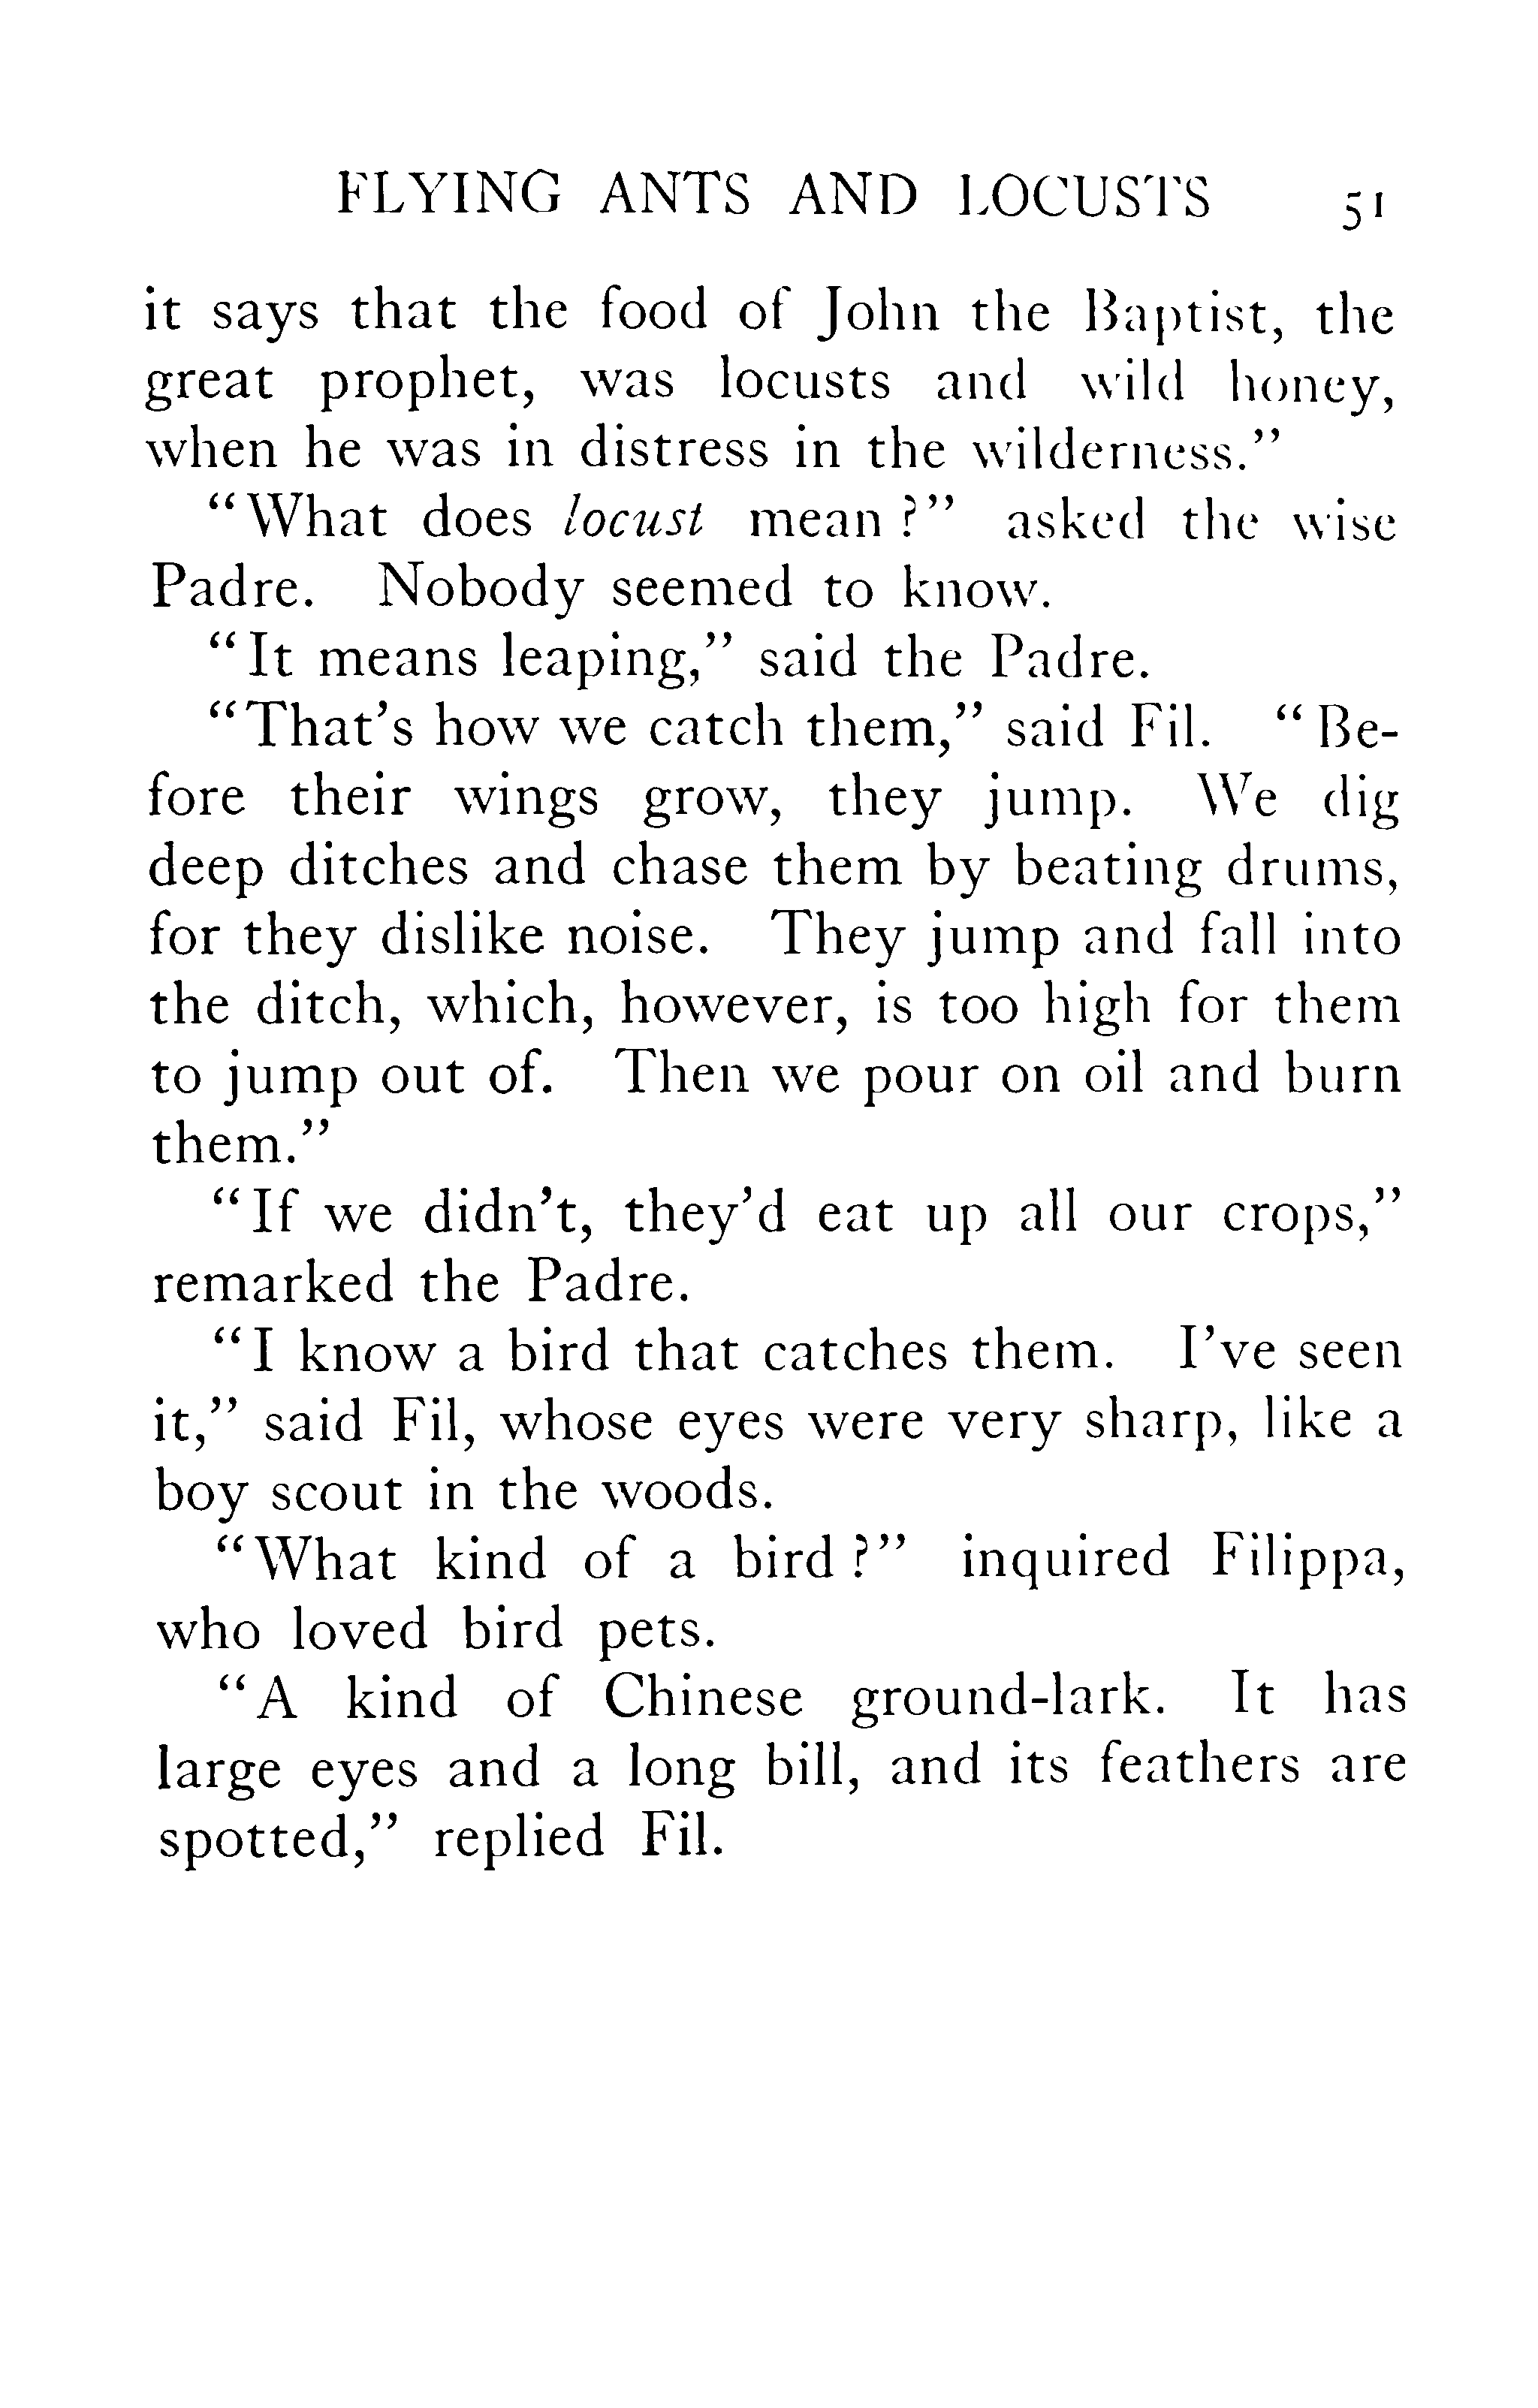 FLYING ANTS AND LOCUSTS 51
it says that the food of John the Baptist, the
great prophet, was locusts and wild honey,
when he was in distress in the wilderness.”
“What does locust mean?” asked the wise
Padre. Nobody seemed to know.
“It means leaping,” said the Padre.
“That’s how we catch them,” said Fil. “Be-
fore their wings grow, they jump. We dig
deep ditches and chase them by beating drums,
for they dislike noise. They jump and fall into
the ditch, which, however, is too high for them
to jump out of. Then we pour on oil and burn
them.”
“If we didn’t, they’d eat up all our crops,”
remarked the Padre.
“I know a bird that catches them. I’ve seen
it,” said Fil, whose eyes were very sharp, like a
boy scout in the woods.
“What kind of a bird?” inquired Filippa,
who loved bird pets.
“A kind of Chinese ground-lark. It has
large eyes and a long bill, and its feathers are
spotted,” replied Fil.